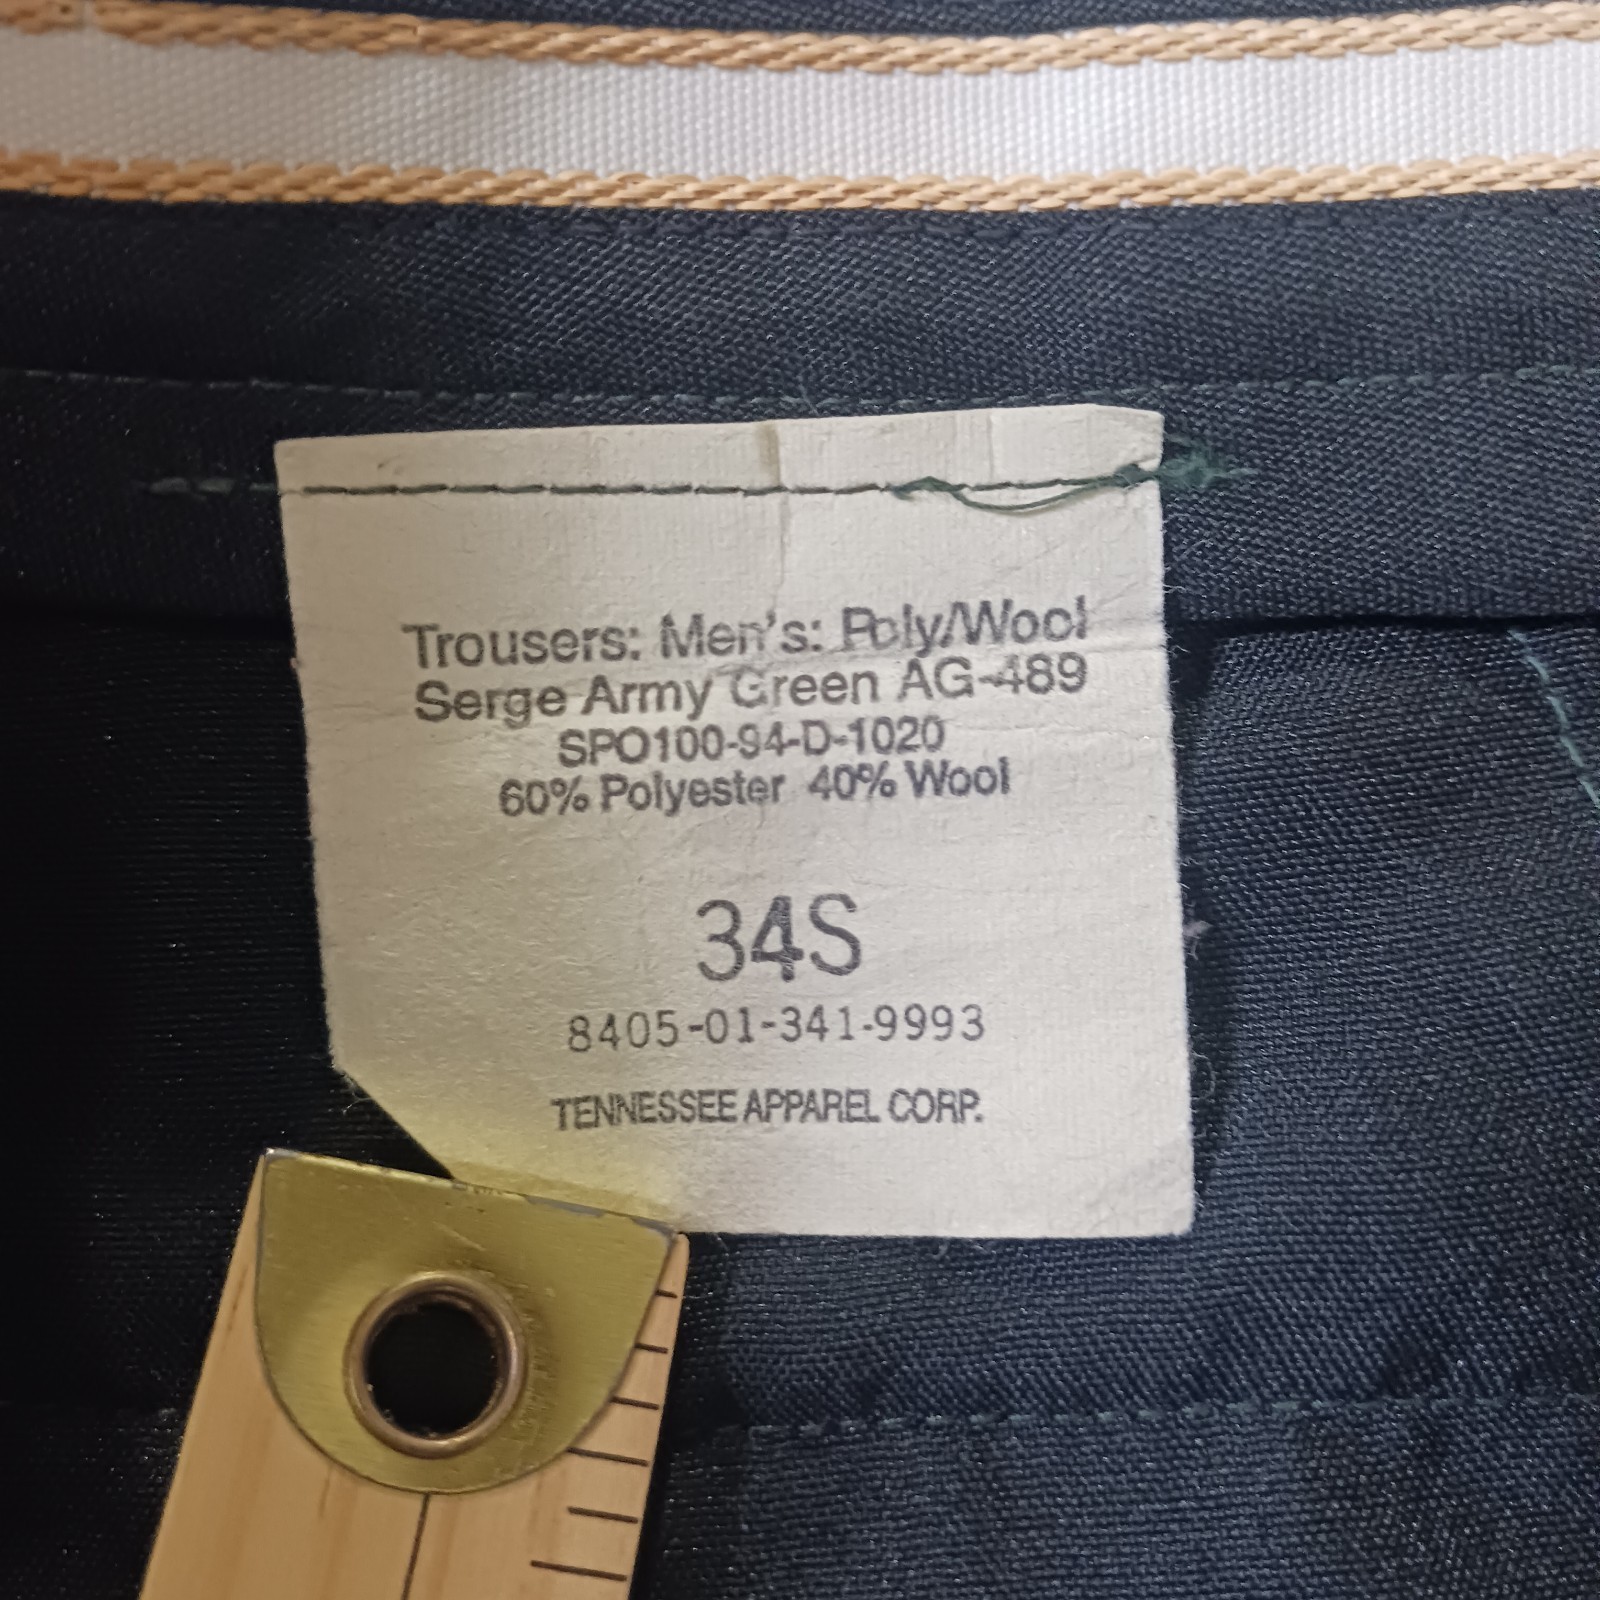 Trousers: Men's: Poly/Wool
Serge Army Green AG-489
SPO100-94-D-1020
60% Polyester 40% Wool
34S
8405-01-341-9993
TENNESSEE APPAREL CORP.